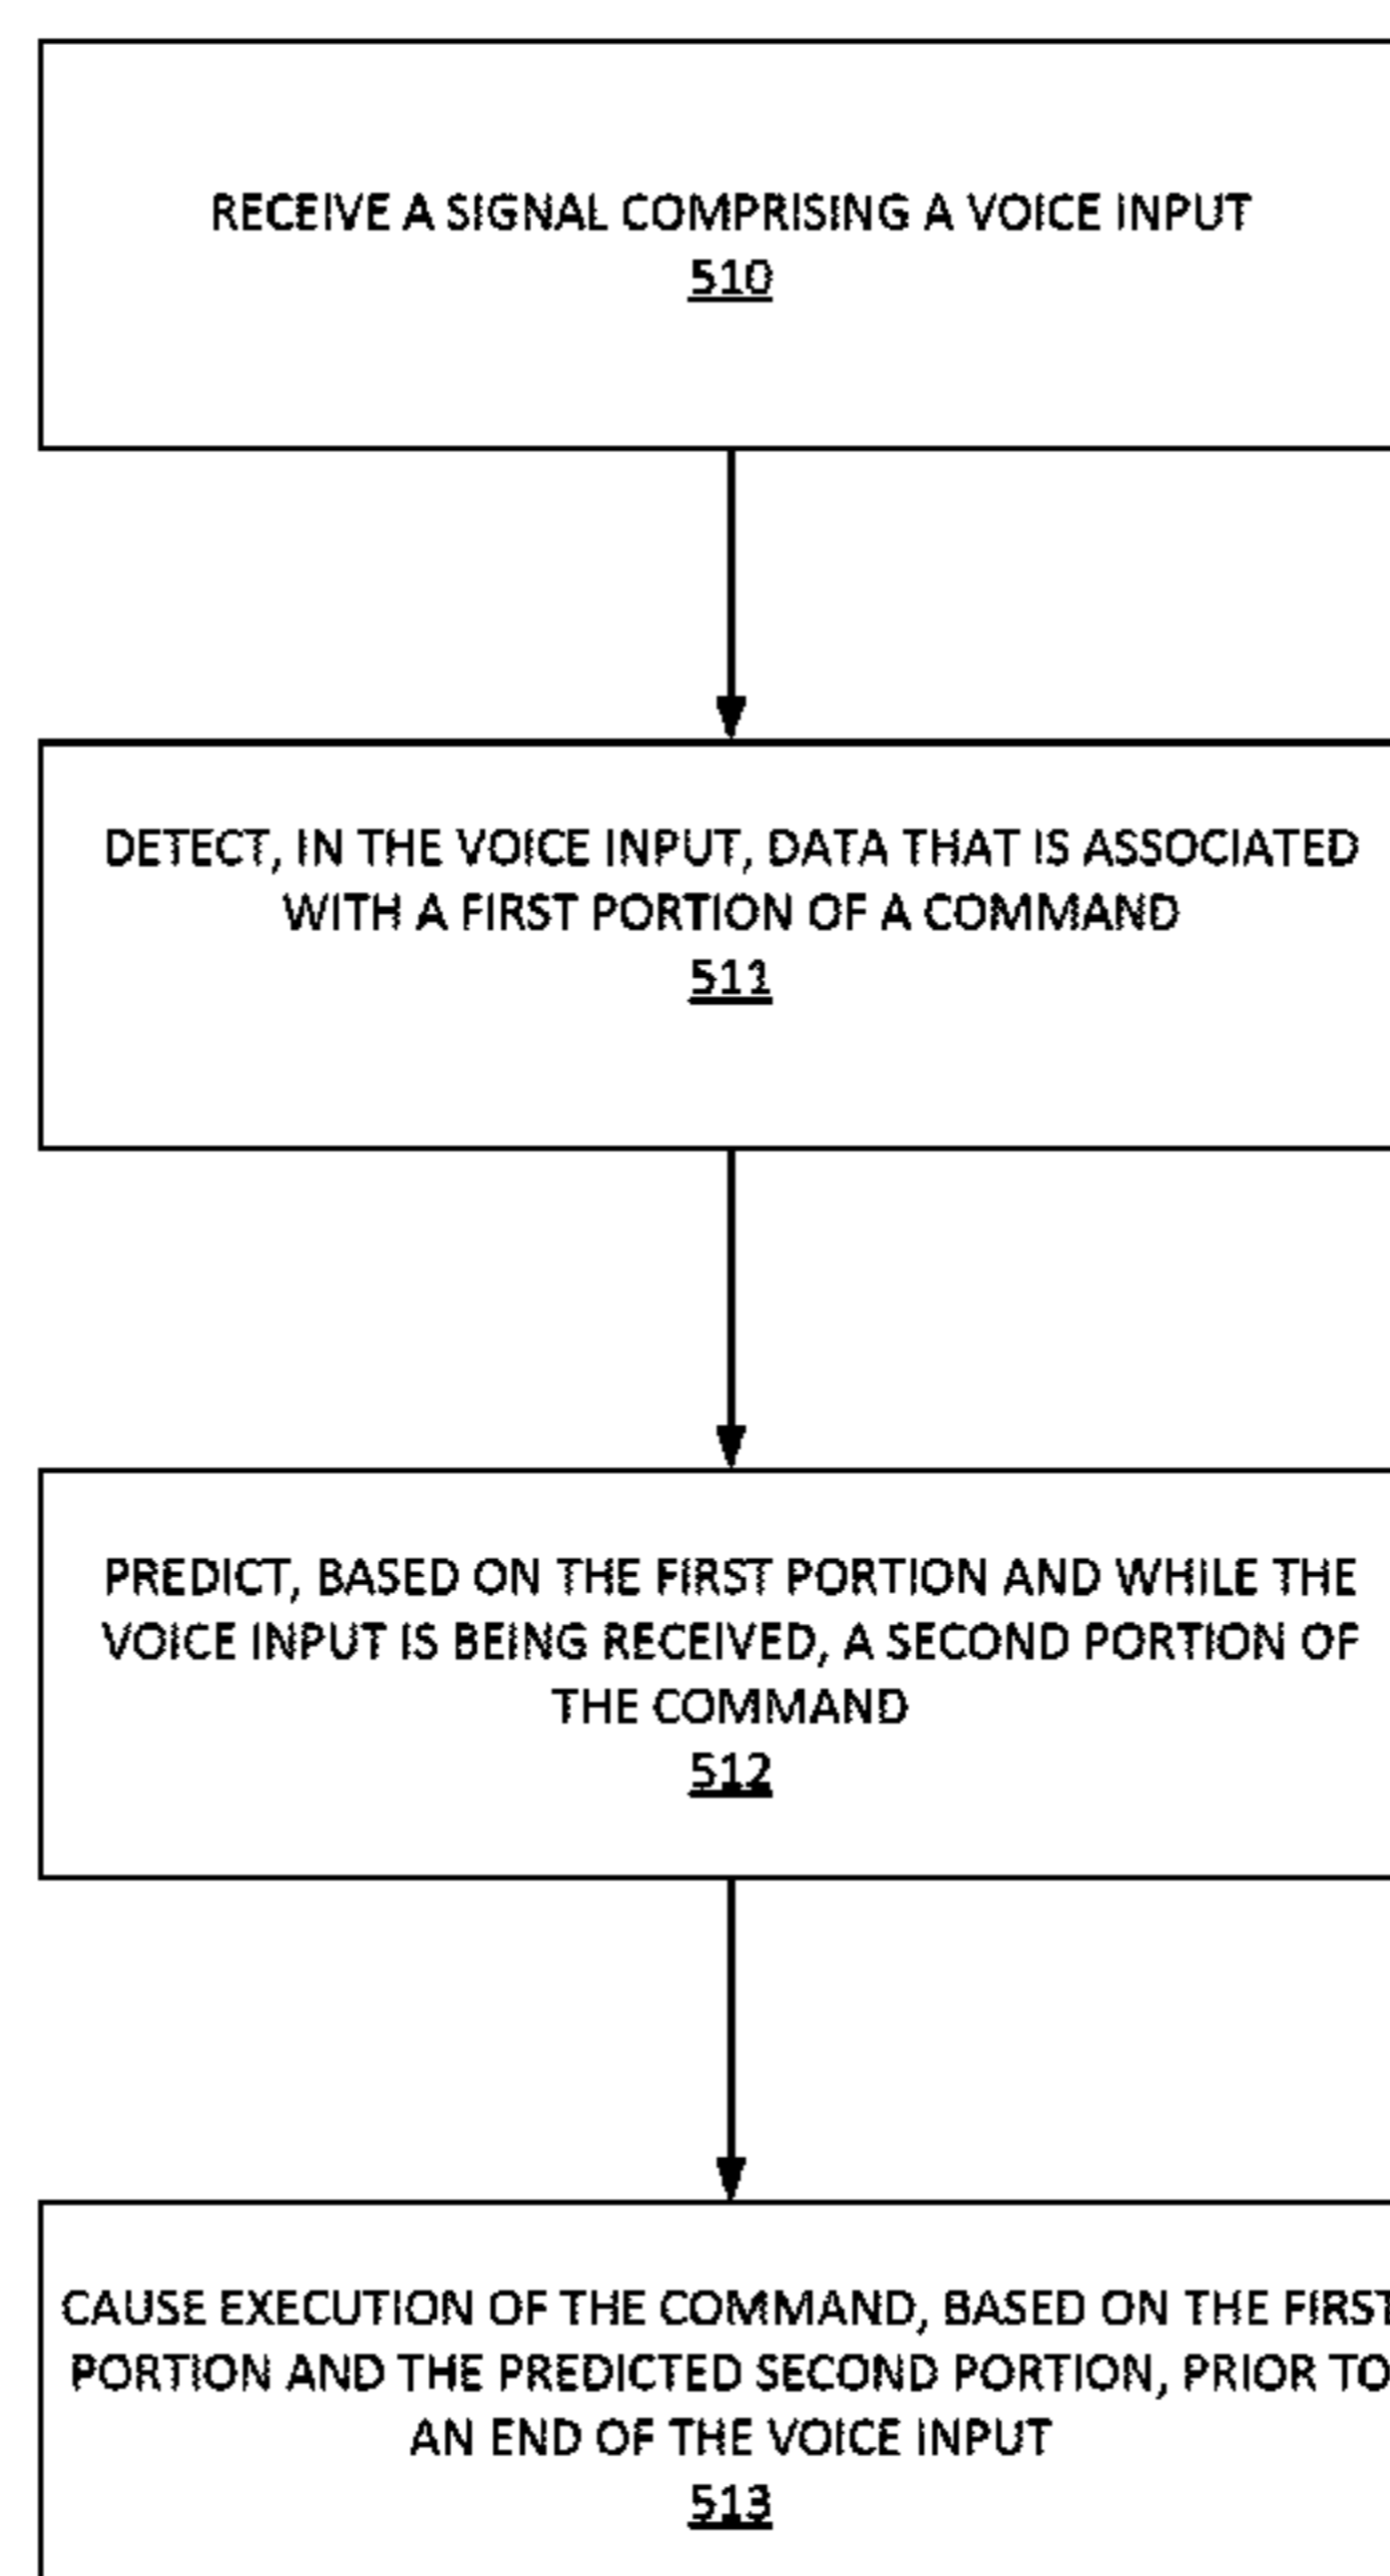 RECEIVE A SIGNAL COMPRISING A VOICE INPUT
510
DETECT, IN THE VOICE INPUT, DATA THAT IS ASSOCIATED
WITH A FIRST PORTION OF A COMMAND
511
PREDICT, BASED ON THE FIRST PORTION AND WHILE THE
VOICE INPUT IS BEING RECEIVED, A SECOND PORTION OF
THE COMMAND
512
CAUSE EXECUTION OF THE COMMAND, BASED ON THE FIRST
PORTION AND THE PREDICTED SECOND PORTION, PRIOR TO
AN END OF THE VOICE INPUT
513